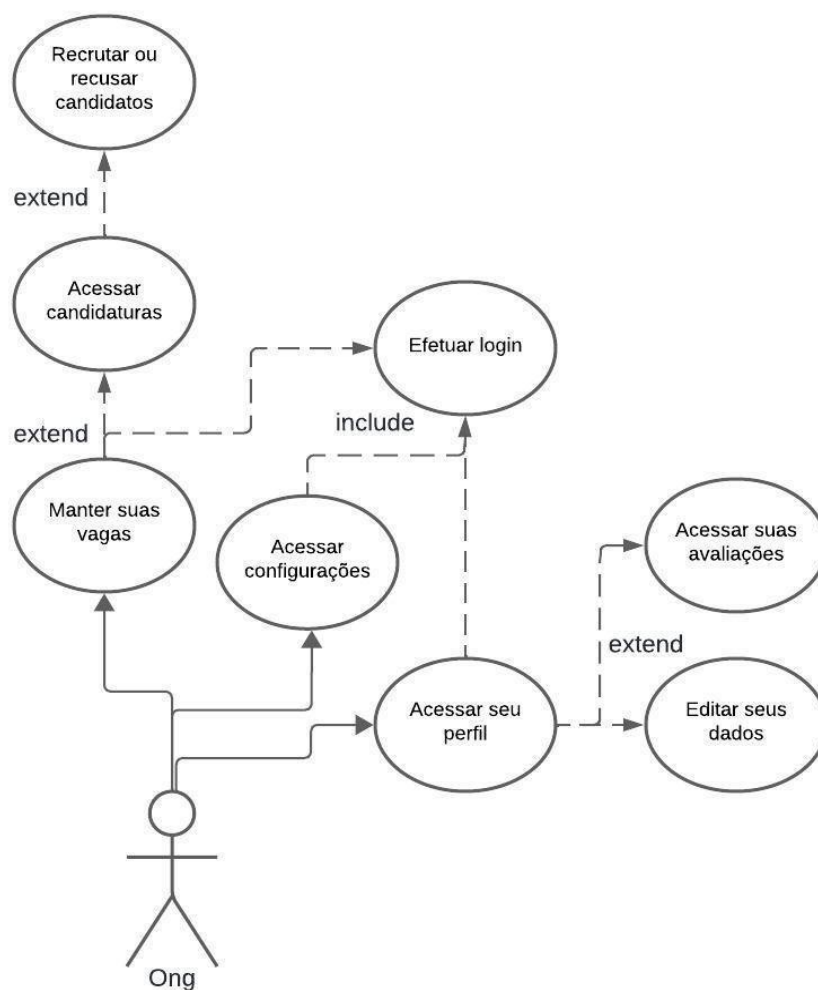 Recrutar ou
recusar
candidatos
extend
Acessar
candidaturas
Efetuar login
extend
include
Manter suas
vagas
Acessar
configurações
Acessar suas
avaliações
extend
Acessar seu
perfil
Editar seus
dados
Ong